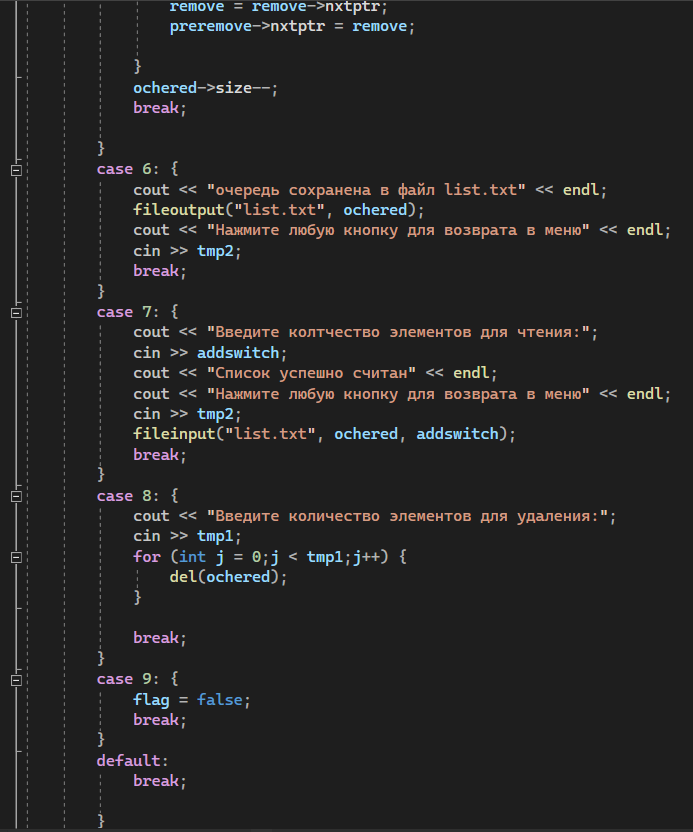 remove = remove->nxtptr;
preremove->nxtptr = remove;
}
ochered->size--;
break;
}
case 6: {
cout << "очередь сохранена в файл list.txt" << endl;
fileoutput("list.txt", ochered);
cout << "Нажмите любую кнопку для возврата в меню" << endl;
cin >> tmp2;
break;
}
case 7: {
cout << "Введите колтчество элементов для чтения:";
cin >> addswitch;
cout << "Список успешно считан" << endl;
cout << "Нажмите любую кнопку для возврата в меню" << endl;
cin >> tmp2;
fileinput("list.txt", ochered, addswitch);
break;
}
case 8: {
cout << "Введите количество элементов для удаления:";
cin >> tmp1;
for (int j = 0;j < tmp1;j++) {
del(ochered);
}
break;
}
case 9: {
flag = false;
break;
}
default:
break;
}